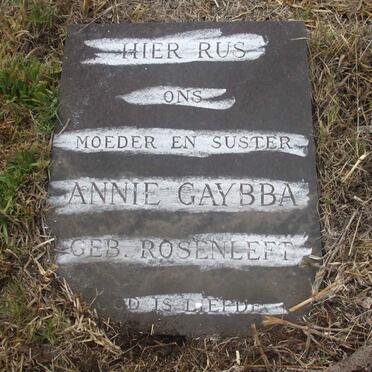 HIER RUS
ONS
MOEDER EN SUSTER
ANNIE GAYBBA
GEB. ROSENLEFT
D IS LIEFDE